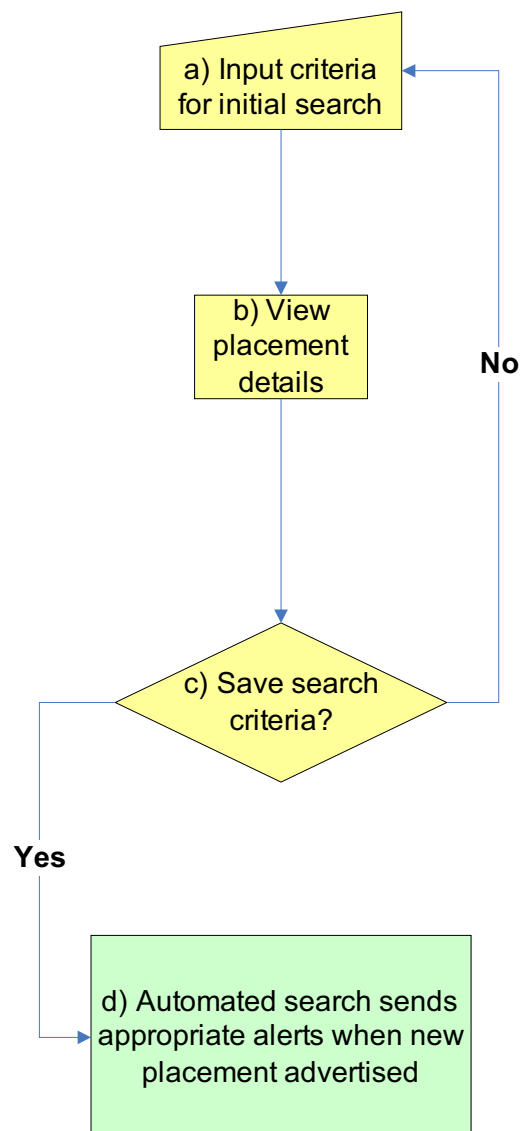 a) Input criteria
for initial search
b) View
placement
details
No
c) Save search
criteria?
Yes
d) Automated search sends
appropriate alerts when new
placement advertised